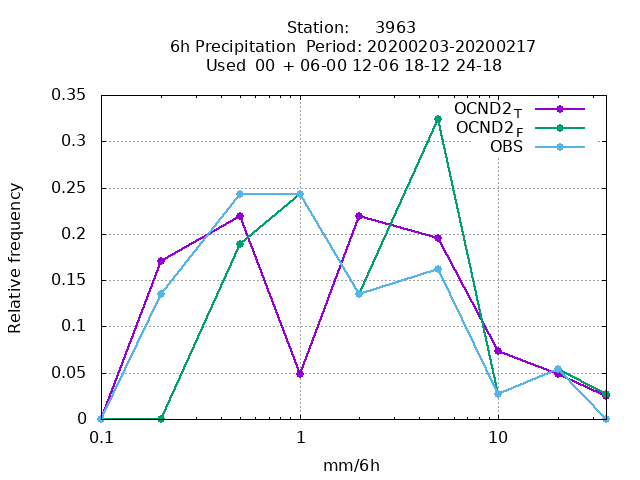 Station: 3963
6h Precipitation Period: 20200203-20200217
Used 00 + 06-00 12-06 18-12 24-18
OCND2T
OCND2F
OBS
Relative frequency
0.35
0.3
0.25
0.2
0.15
0.1
0.05
0
0.1 1 10
mm/6h